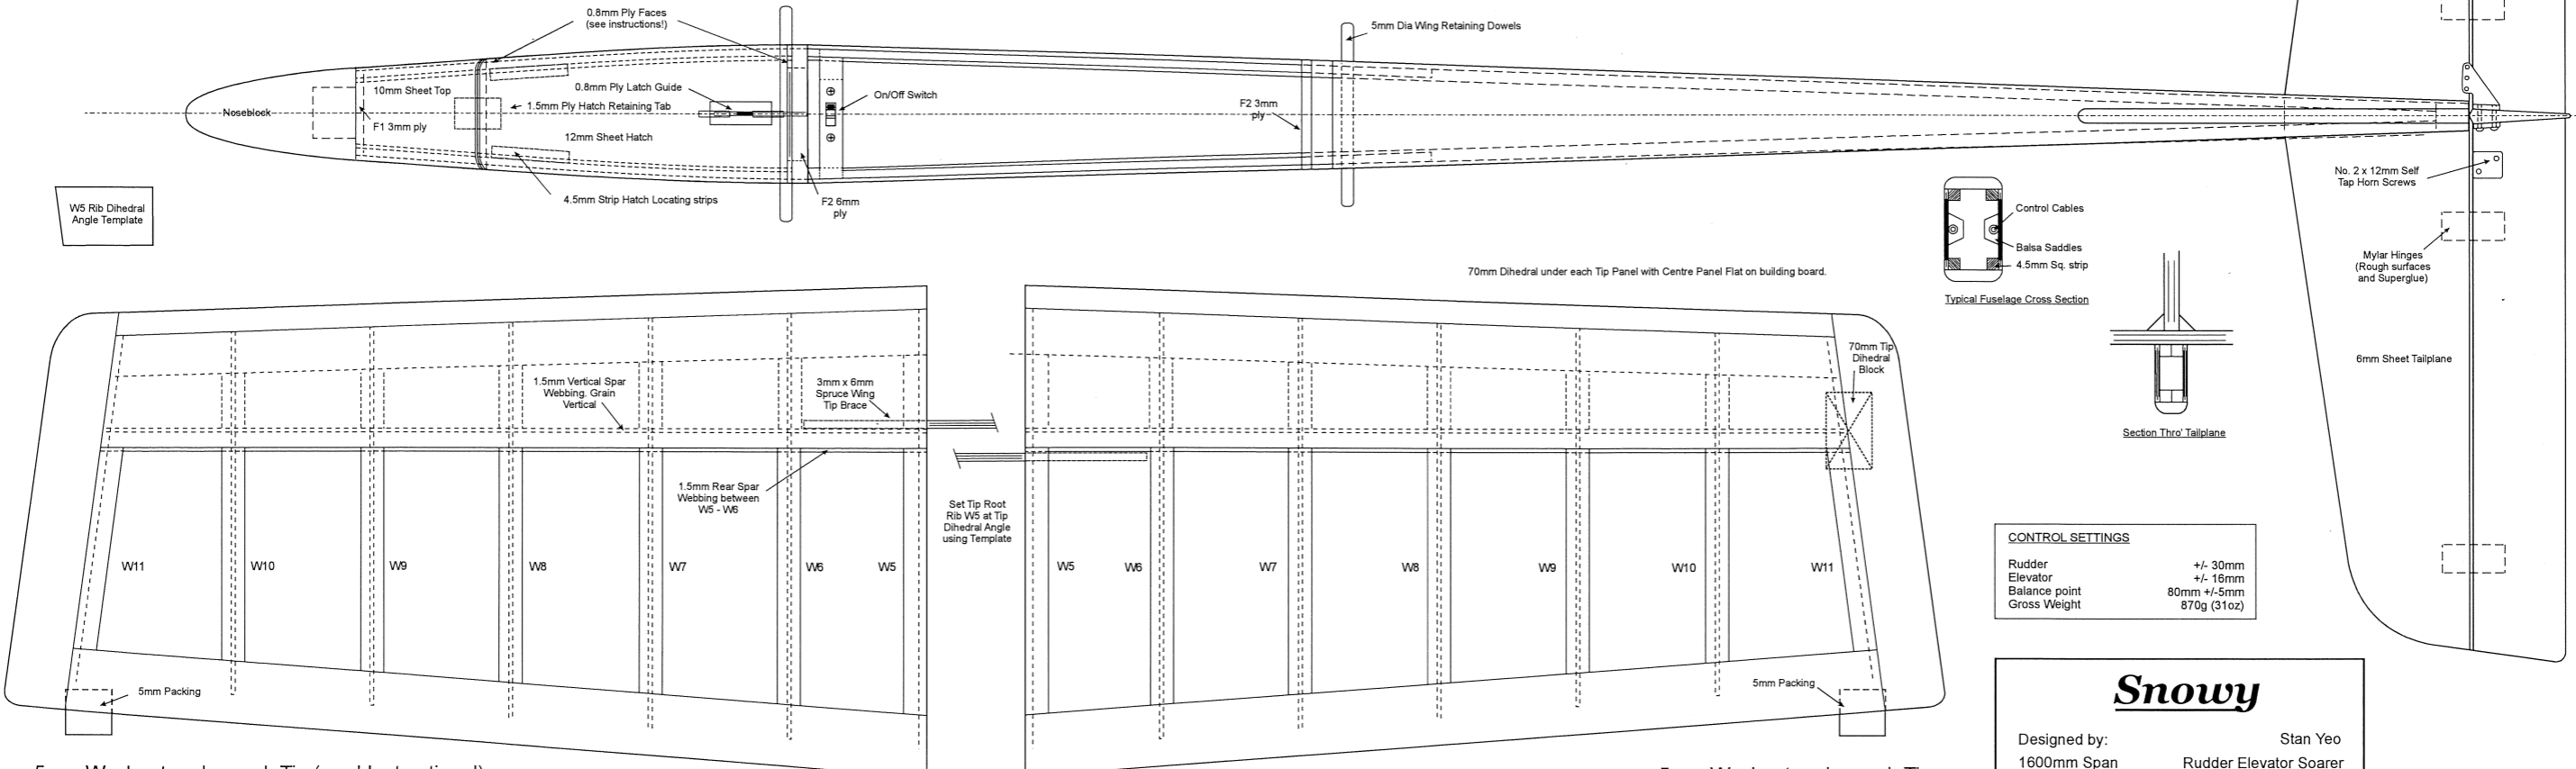 0.8mm Ply Faces
(see instructions!)
5mm Dia Wing Retaining Dowels
10mm Sheet Top
0.8mm Ply Latch Guide
On/Off Switch
1.5mm Ply Hatch Retaining Tab
Noseblock
F1 3mm ply
12mm Sheet Hatch
F2 3mm
ply
4.5mm Strip Hatch Locating strips
F2 6mm
ply
No. 2 x 12mm Self
Tap Horn Screws
W5 Rib Dihedral
Angle Template
Control Cables
Balsa Saddles
4.5mm Sq. strip
Typical Fuselage Cross Section
Mylar Hinges
(Rough surfaces
and Superglue)
70mm Dihedral under each Tip Panel with Centre Panel Flat on building board.
1.5mm Vertical Spar
Webbing. Grain
Vertical
3mm x 6mm
Spruce Wing
Tip Brace
70mm Tip
Dihedral
Block
6mm Sheet Tailplane
Section Thro' Tailplane
1.5mm Rear Spar
Webbing between
W5 - W6
Set Tip Root
Rib W5 at Tip
Dihedral Angle
using Template
W11
W10
W9
W8
W7
W6
W5
W5
W6
W7
W8
W9
W10
W11
CONTROL SETTINGS
Rudder +/- 30mm
Elevator +/- 16mm
Balance point 80mm +/-5mm
Gross Weight 870g (31oz)
5mm Packing
5mm Packing
Snowy
Designed by: Stan Yeo
1600mm Span Rudder Elevator Soarer